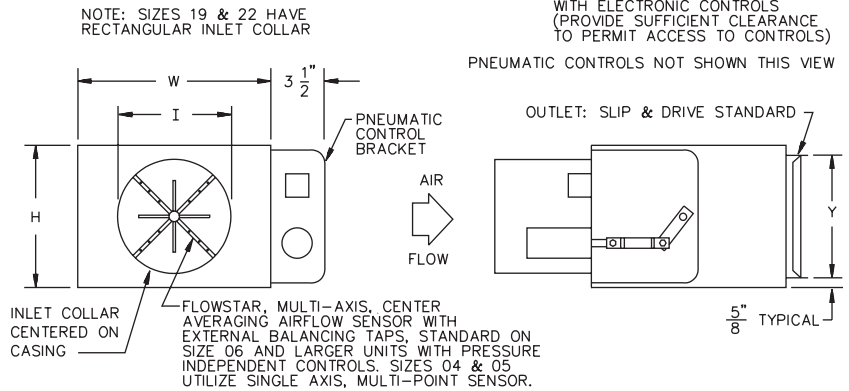 NOTE: SIZES 19 & 22 HAVE
RECTANGULAR INLET COLLAR
WITH ELECTRONIC CONTROLS
(PROVIDE SUFFICIENT CLEARANCE
TO PERMIT ACCESS TO CONTROLS)
PNEUMATIC CONTROLS NOT SHOWN THIS VIEW
W
3 1/2"
I
PNEUMATIC
CONTROL
BRACKET
OUTLET: SLIP & DRIVE STANDARD
H
AIR
FLOW
Y
INLET COLLAR
CENTERED ON
CASING
FLOWSTAR, MULTI-AXIS, CENTER
AVERAGING AIRFLOW SENSOR WITH
EXTERNAL BALANCING TAPS, STANDARD ON
SIZE 06 AND LARGER UNITS WITH PRESSURE
INDEPENDENT CONTROLS. SIZES 04 & 05
UTILIZE SINGLE AXIS, MULTI-POINT SENSOR.
5/8" TYPICAL